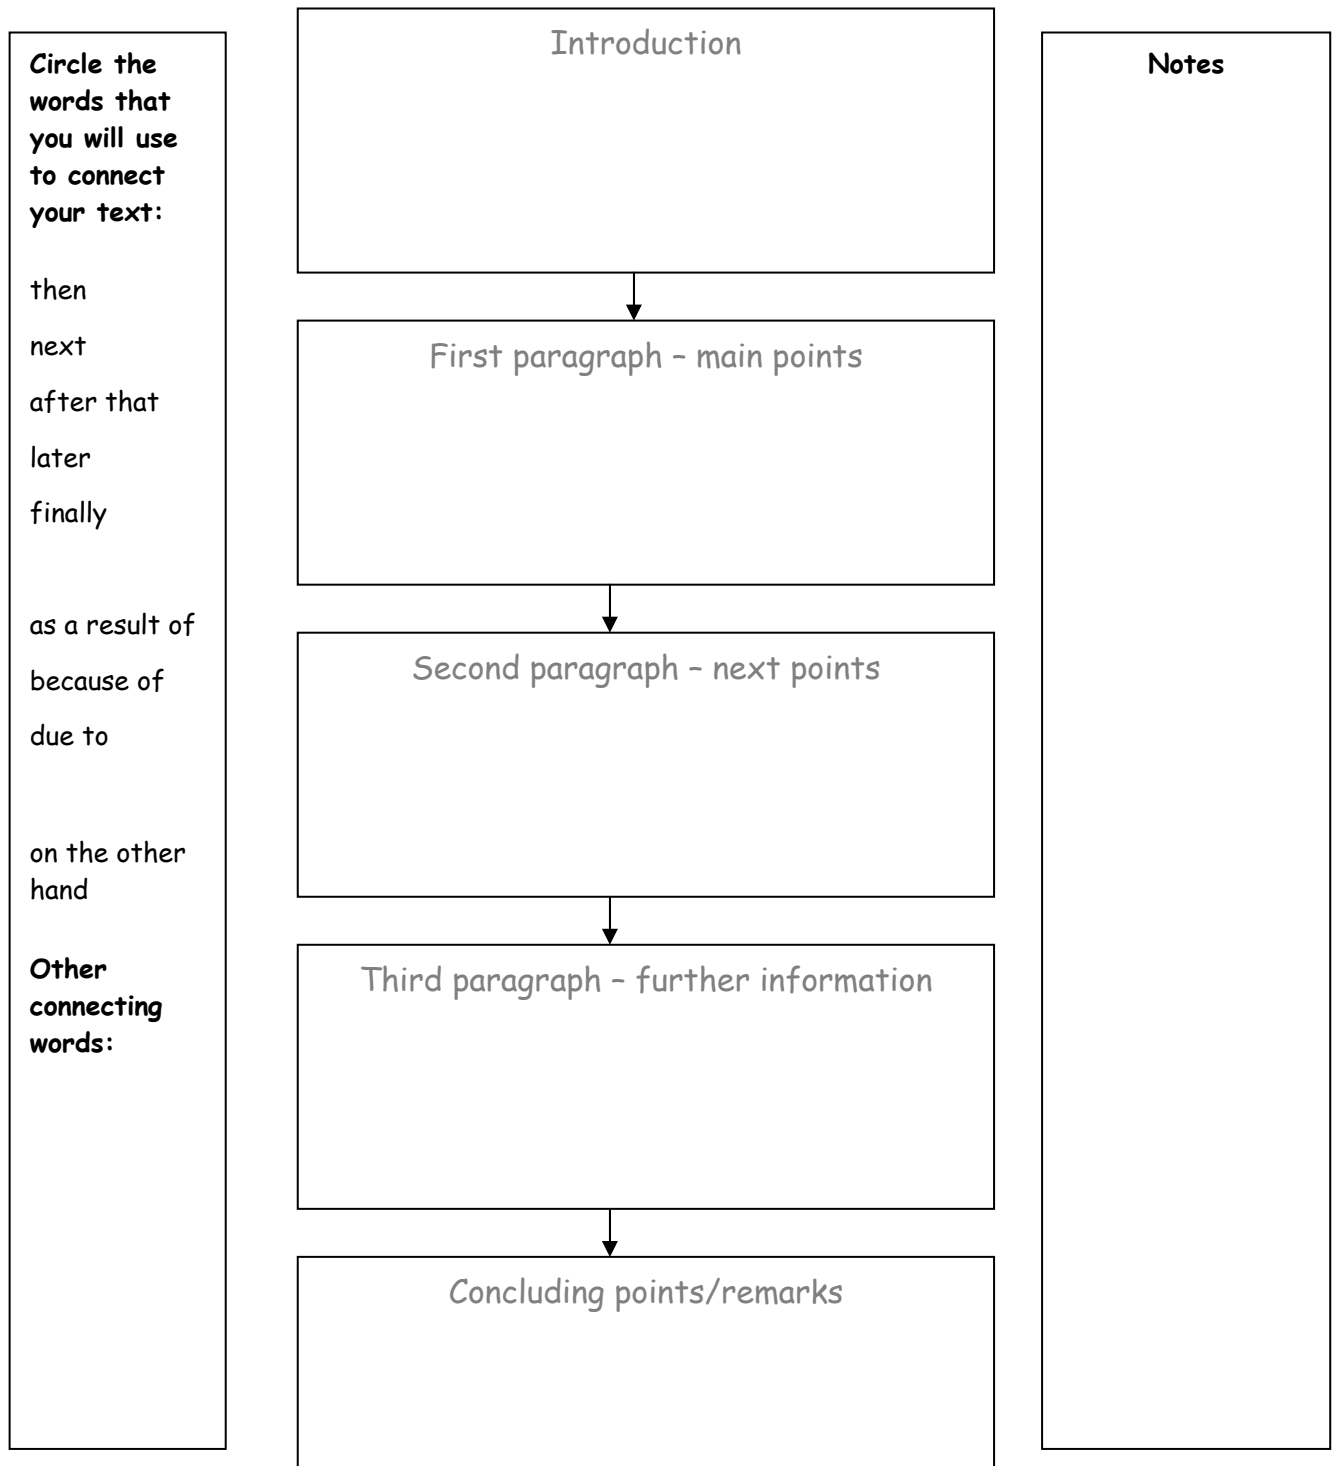 Circle the
words that
you will use
to connect
your text:
then
next
after that
later
finally
as a result of
because of
due to
on the other
hand
Other
connecting
words:
Introduction
First paragraph – main points
Second paragraph – next points
Third paragraph – further information
Concluding points/remarks
Notes